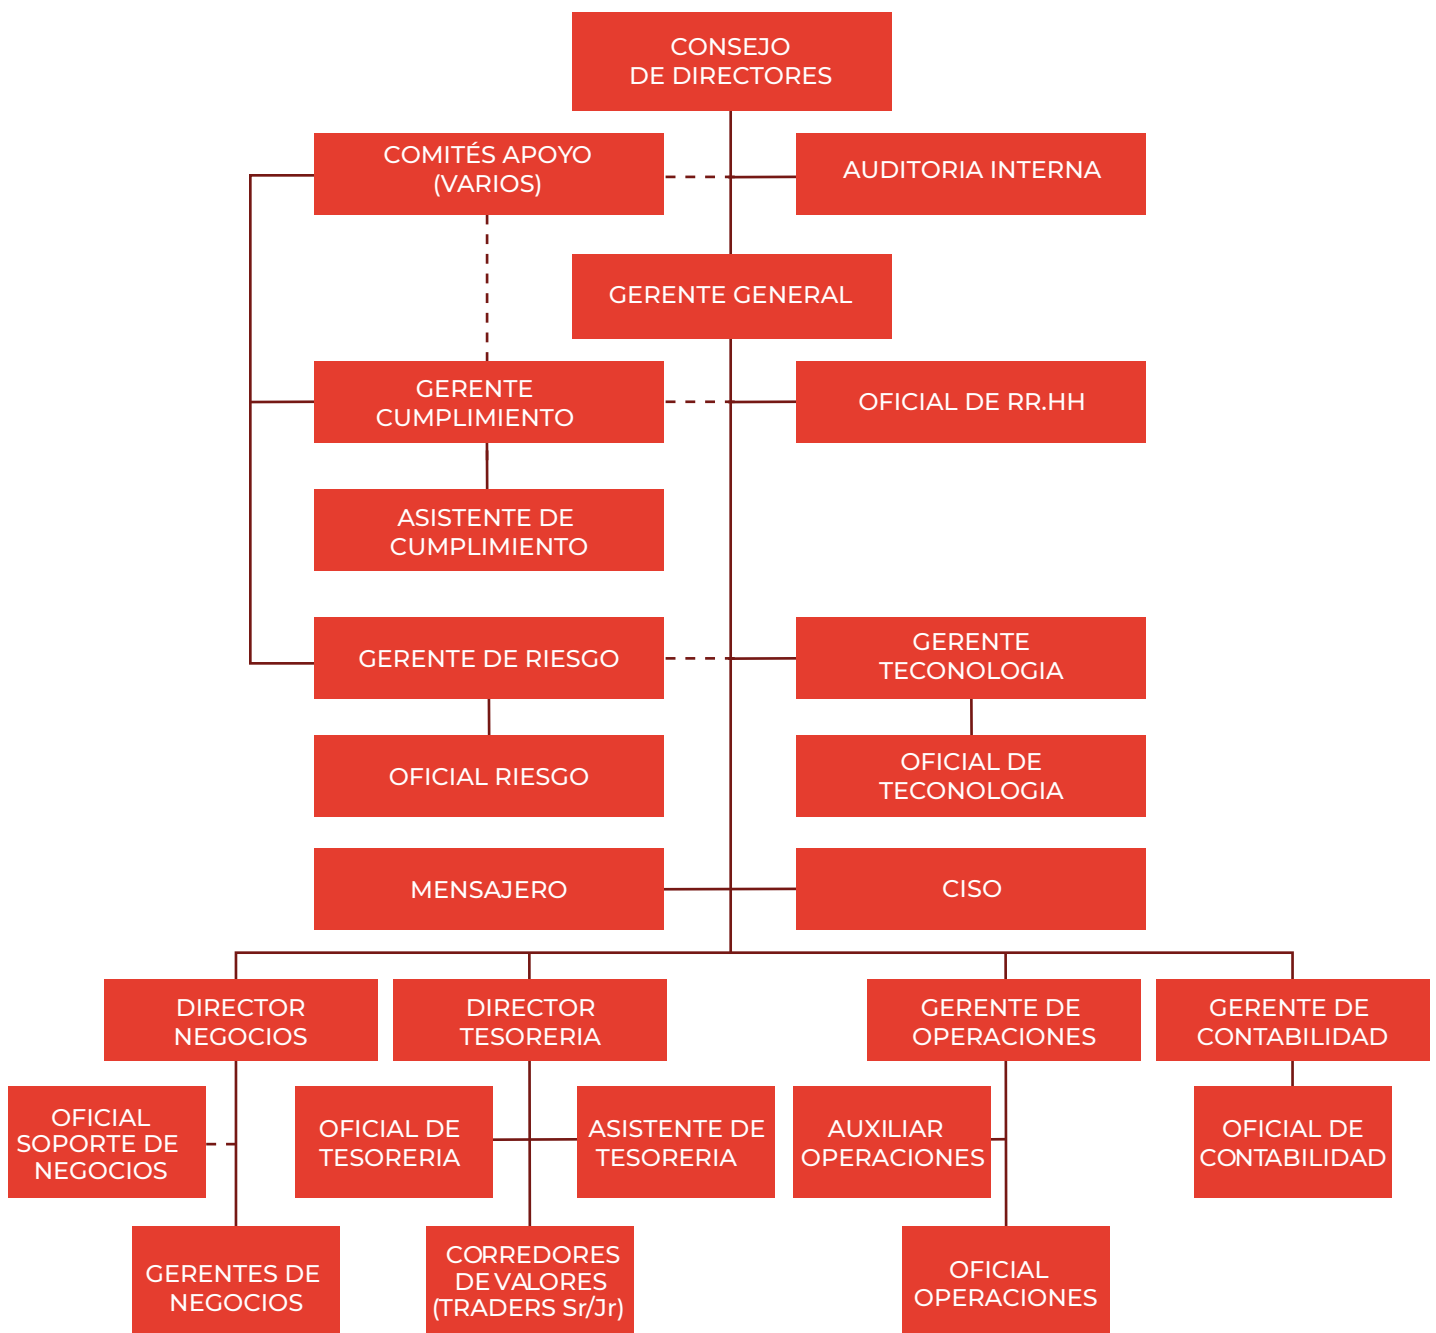 CONSEJO
DE DIRECTORES
COMITÉS APOYO
(VARIOS)
AUDITORIA INTERNA
GERENTE GENERAL
GERENTE
CUMPLIMIENTO
OFICIAL DE RR.HH
ASISTENTE DE
CUMPLIMIENTO
GERENTE DE RIESGO
GERENTE
TECONOLOGIA
OFICIAL RIESGO
OFICIAL DE
TECONOLOGIA
MENSAJERO
CISO
DIRECTOR
NEGOCIOS
DIRECTOR
TESORERIA
GERENTE DE
OPERACIONES
GERENTE DE
CONTABILIDAD
OFICIAL
SOPORTE DE
NEGOCIOS
OFICIAL DE
TESORERIA
ASISTENTE DE
TESORERIA
AUXILIAR
OPERACIONES
OFICIAL DE
CONTABILIDAD
GERENTES DE
NEGOCIOS
CORREDORES
DE VALORES
(TRADERS Sr/Jr)
OFICIAL
OPERACIONES